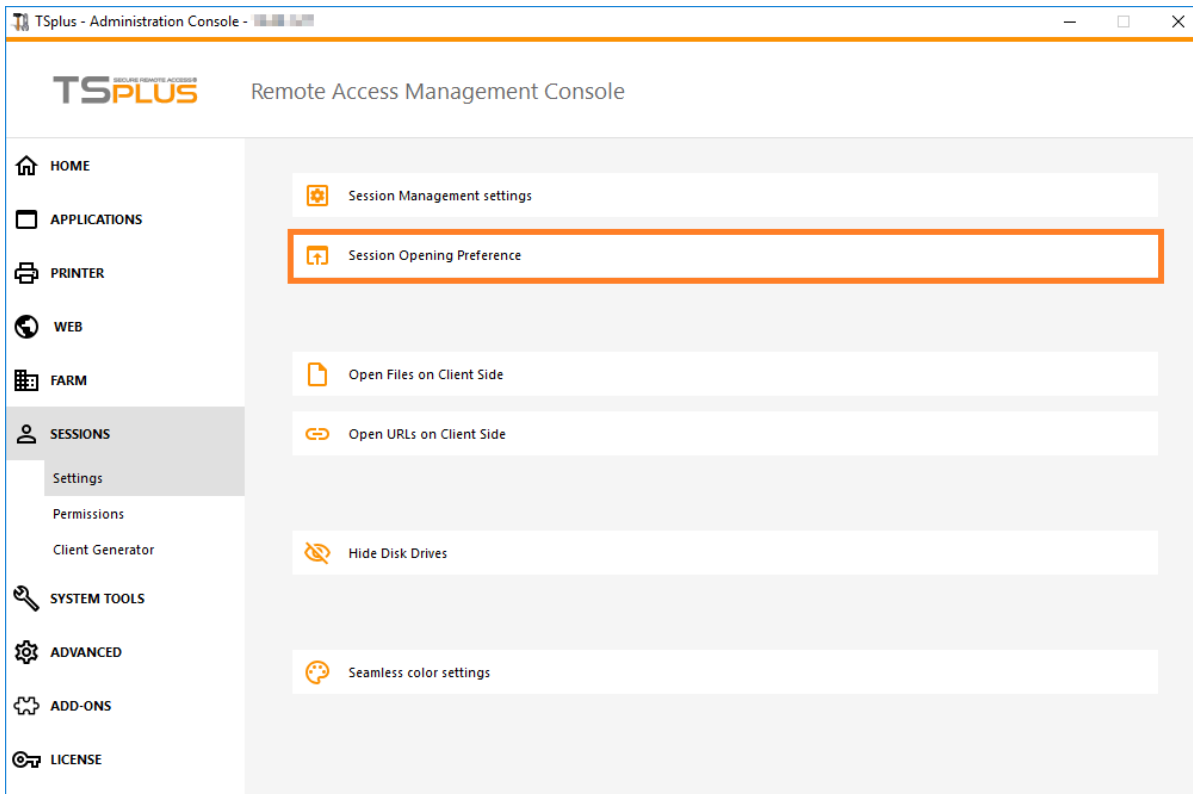 TSplus - Administration Console -
TSPLUS SECURE REMOTE ACCESS®
Remote Access Management Console
HOME
APPLICATIONS
PRINTER
WEB
FARM
SESSIONS
Settings
Permissions
Client Generator
SYSTEM TOOLS
ADVANCED
ADD-ONS
LICENSE
Session Management settings
Session Opening Preference
Open Files on Client Side
Open URLs on Client Side
Hide Disk Drives
Seamless color settings